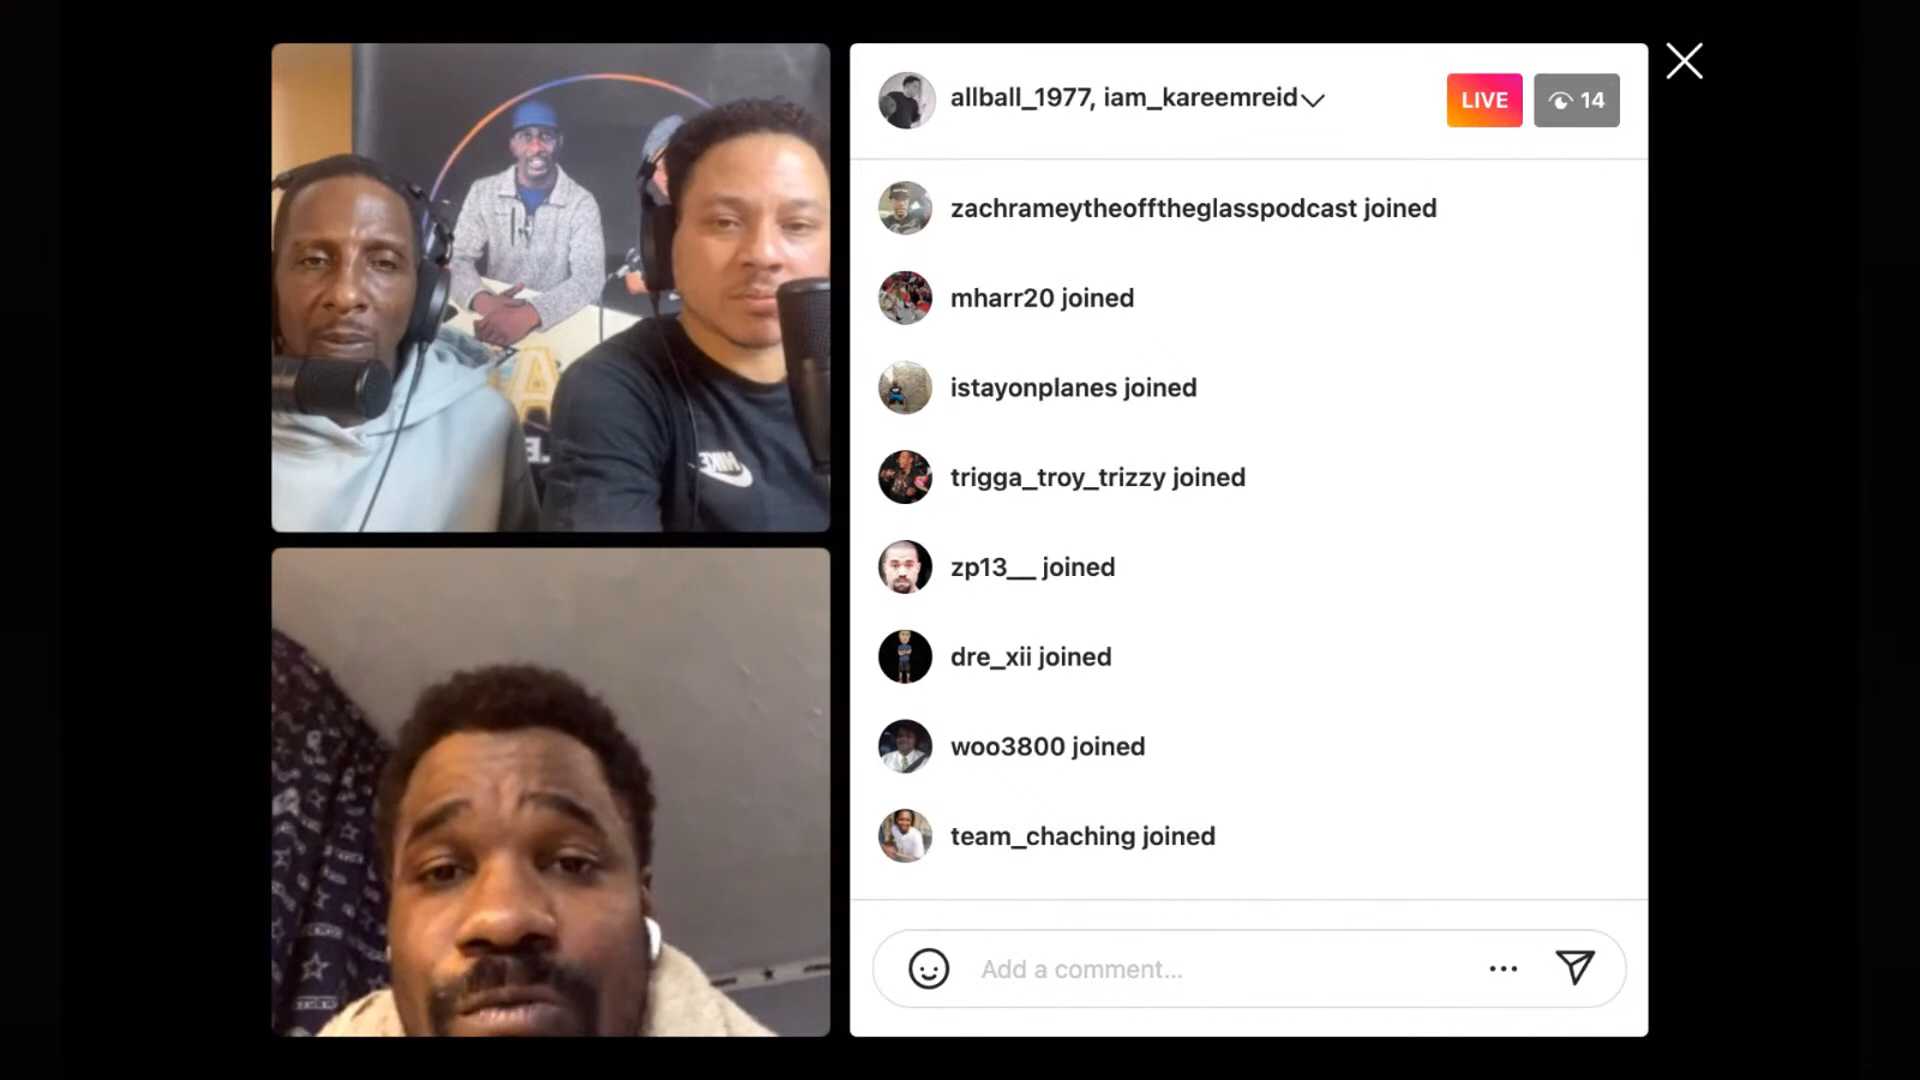 allball_1977, iam_kareemreid
LIVE
14
zachrameytheofftheglasspodcast joined
mharr20 joined
istayonplanes joined
trigga_troy_trizzy joined
zp13__ joined
dre_xii joined
woo3800 joined
team_chaching joined
Add a comment...
NIKE